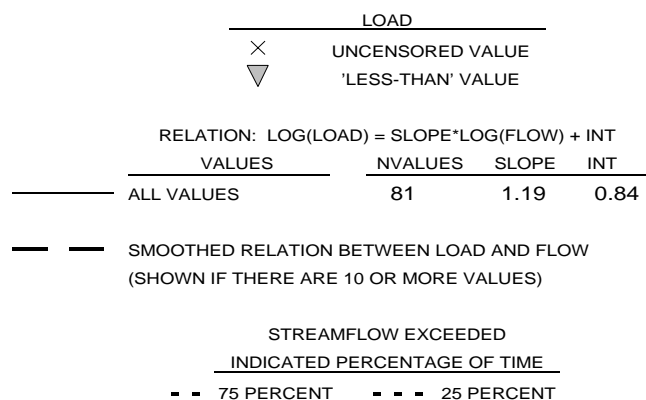 LOAD
UNCENSORED VALUE
'LESS-THAN' VALUE
RELATION: LOG(LOAD) = SLOPE*LOG(FLOW) + INT
VALUES NVALUES SLOPE INT
ALL VALUES 81 1.19 0.84
SMOOTHED RELATION BETWEEN LOAD AND FLOW
(SHOWN IF THERE ARE 10 OR MORE VALUES)
STREAMFLOW EXCEEDED
INDICATED PERCENTAGE OF TIME
75 PERCENT 25 PERCENT